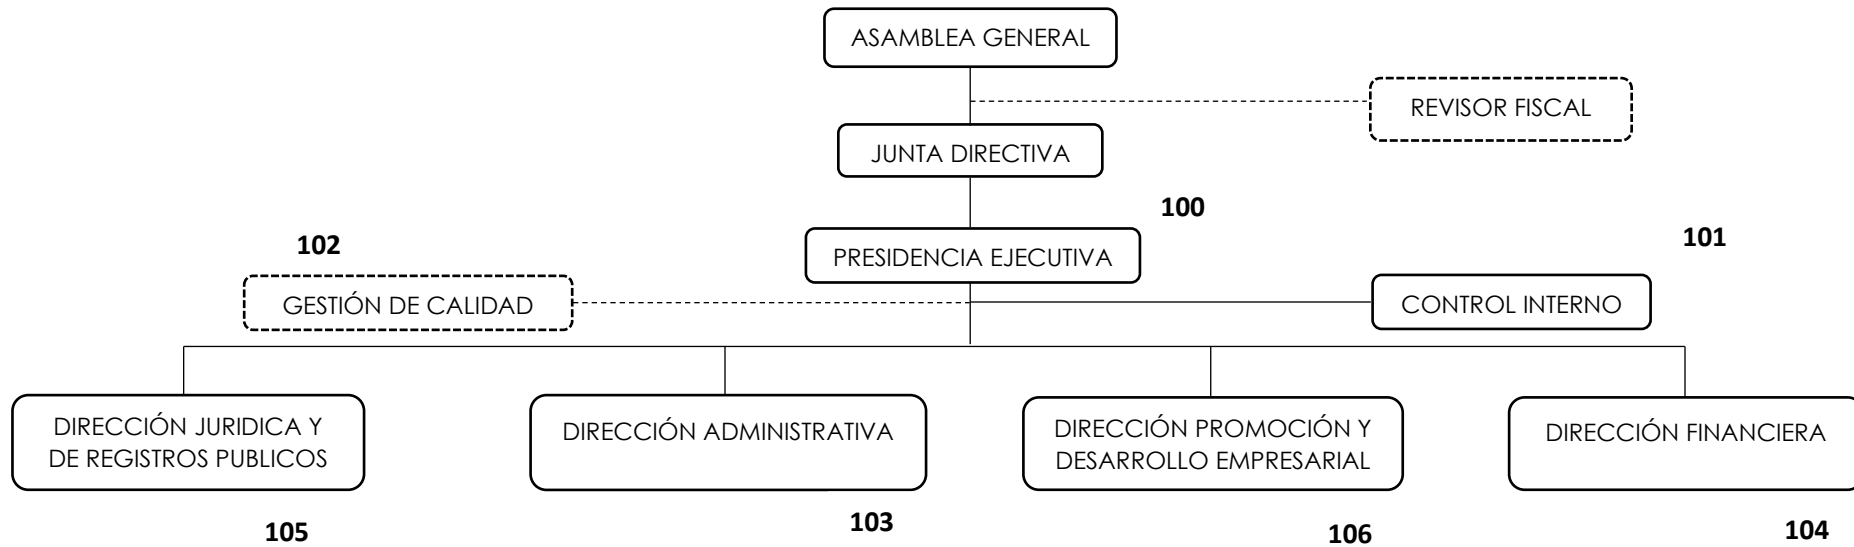 ASAMBLEA GENERAL
REVISOR FISCAL
JUNTA DIRECTIVA
100
PRESIDENCIA EJECUTIVA
102
101
GESTIÓN DE CALIDAD
CONTROL INTERNO
DIRECCIÓN JURIDICA Y
DE REGISTROS PUBLICOS
DIRECCIÓN ADMINISTRATIVA
DIRECCIÓN PROMOCIÓN Y
DESARROLLO EMPRESARIAL
DIRECCIÓN FINANCIERA
105
103
106
104